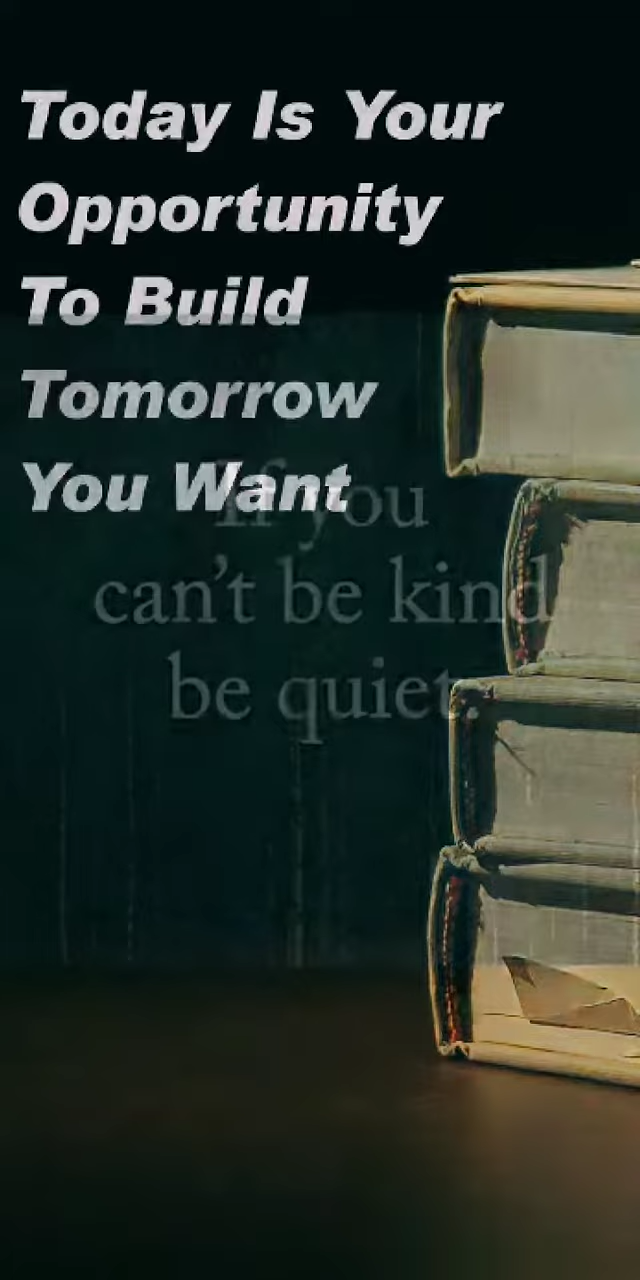 Today Is Your
Opportunity
To Build
Tomorrow
You Want
If you
can't be kind
be quiet.